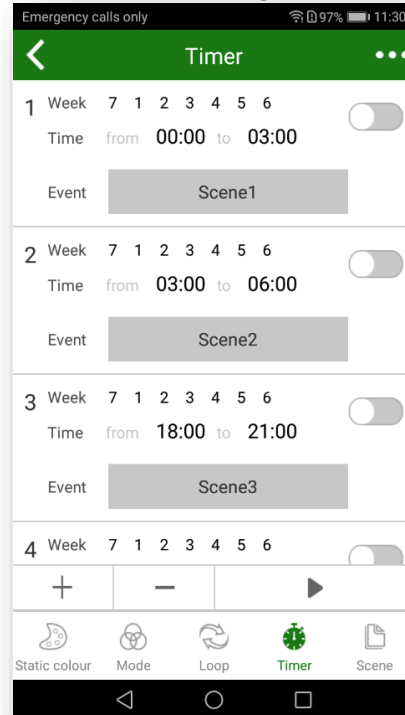 Emergency calls only 97% 11:30
Timer
1 Week 7 1 2 3 4 5 6
Time from 00:00 to 03:00
Event Scene1
2 Week 7 1 2 3 4 5 6
Time from 03:00 to 06:00
Event Scene2
3 Week 7 1 2 3 4 5 6
Time from 18:00 to 21:00
Event Scene3
4 Week 7 1 2 3 4 5 6
Static colour Mode Loop Timer Scene